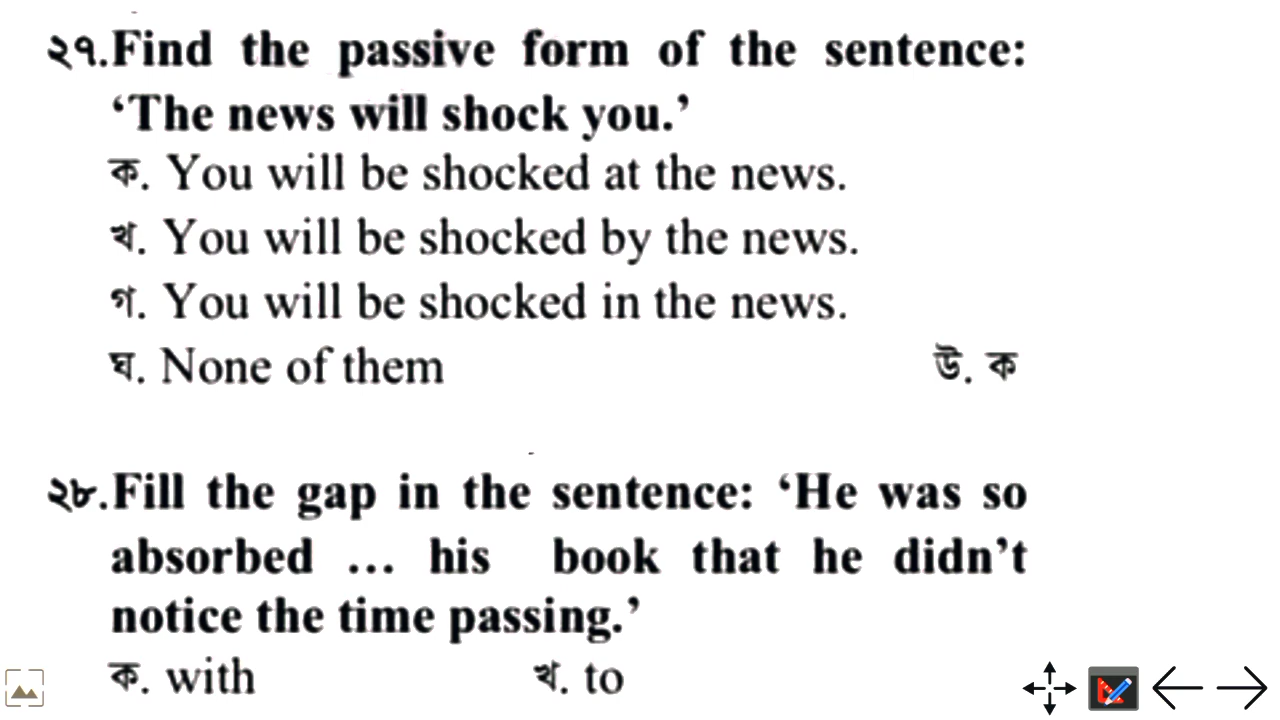 ২৭.Find the passive form of the sentence:
‘The news will shock you.’
ক. You will be shocked at the news.
খ. You will be shocked by the news.
গ. You will be shocked in the news.
ঘ. None of them উ. ক
২৮.Fill the gap in the sentence: ‘He was so
absorbed ... his book that he didn’t
notice the time passing.’
ক. with খ. to